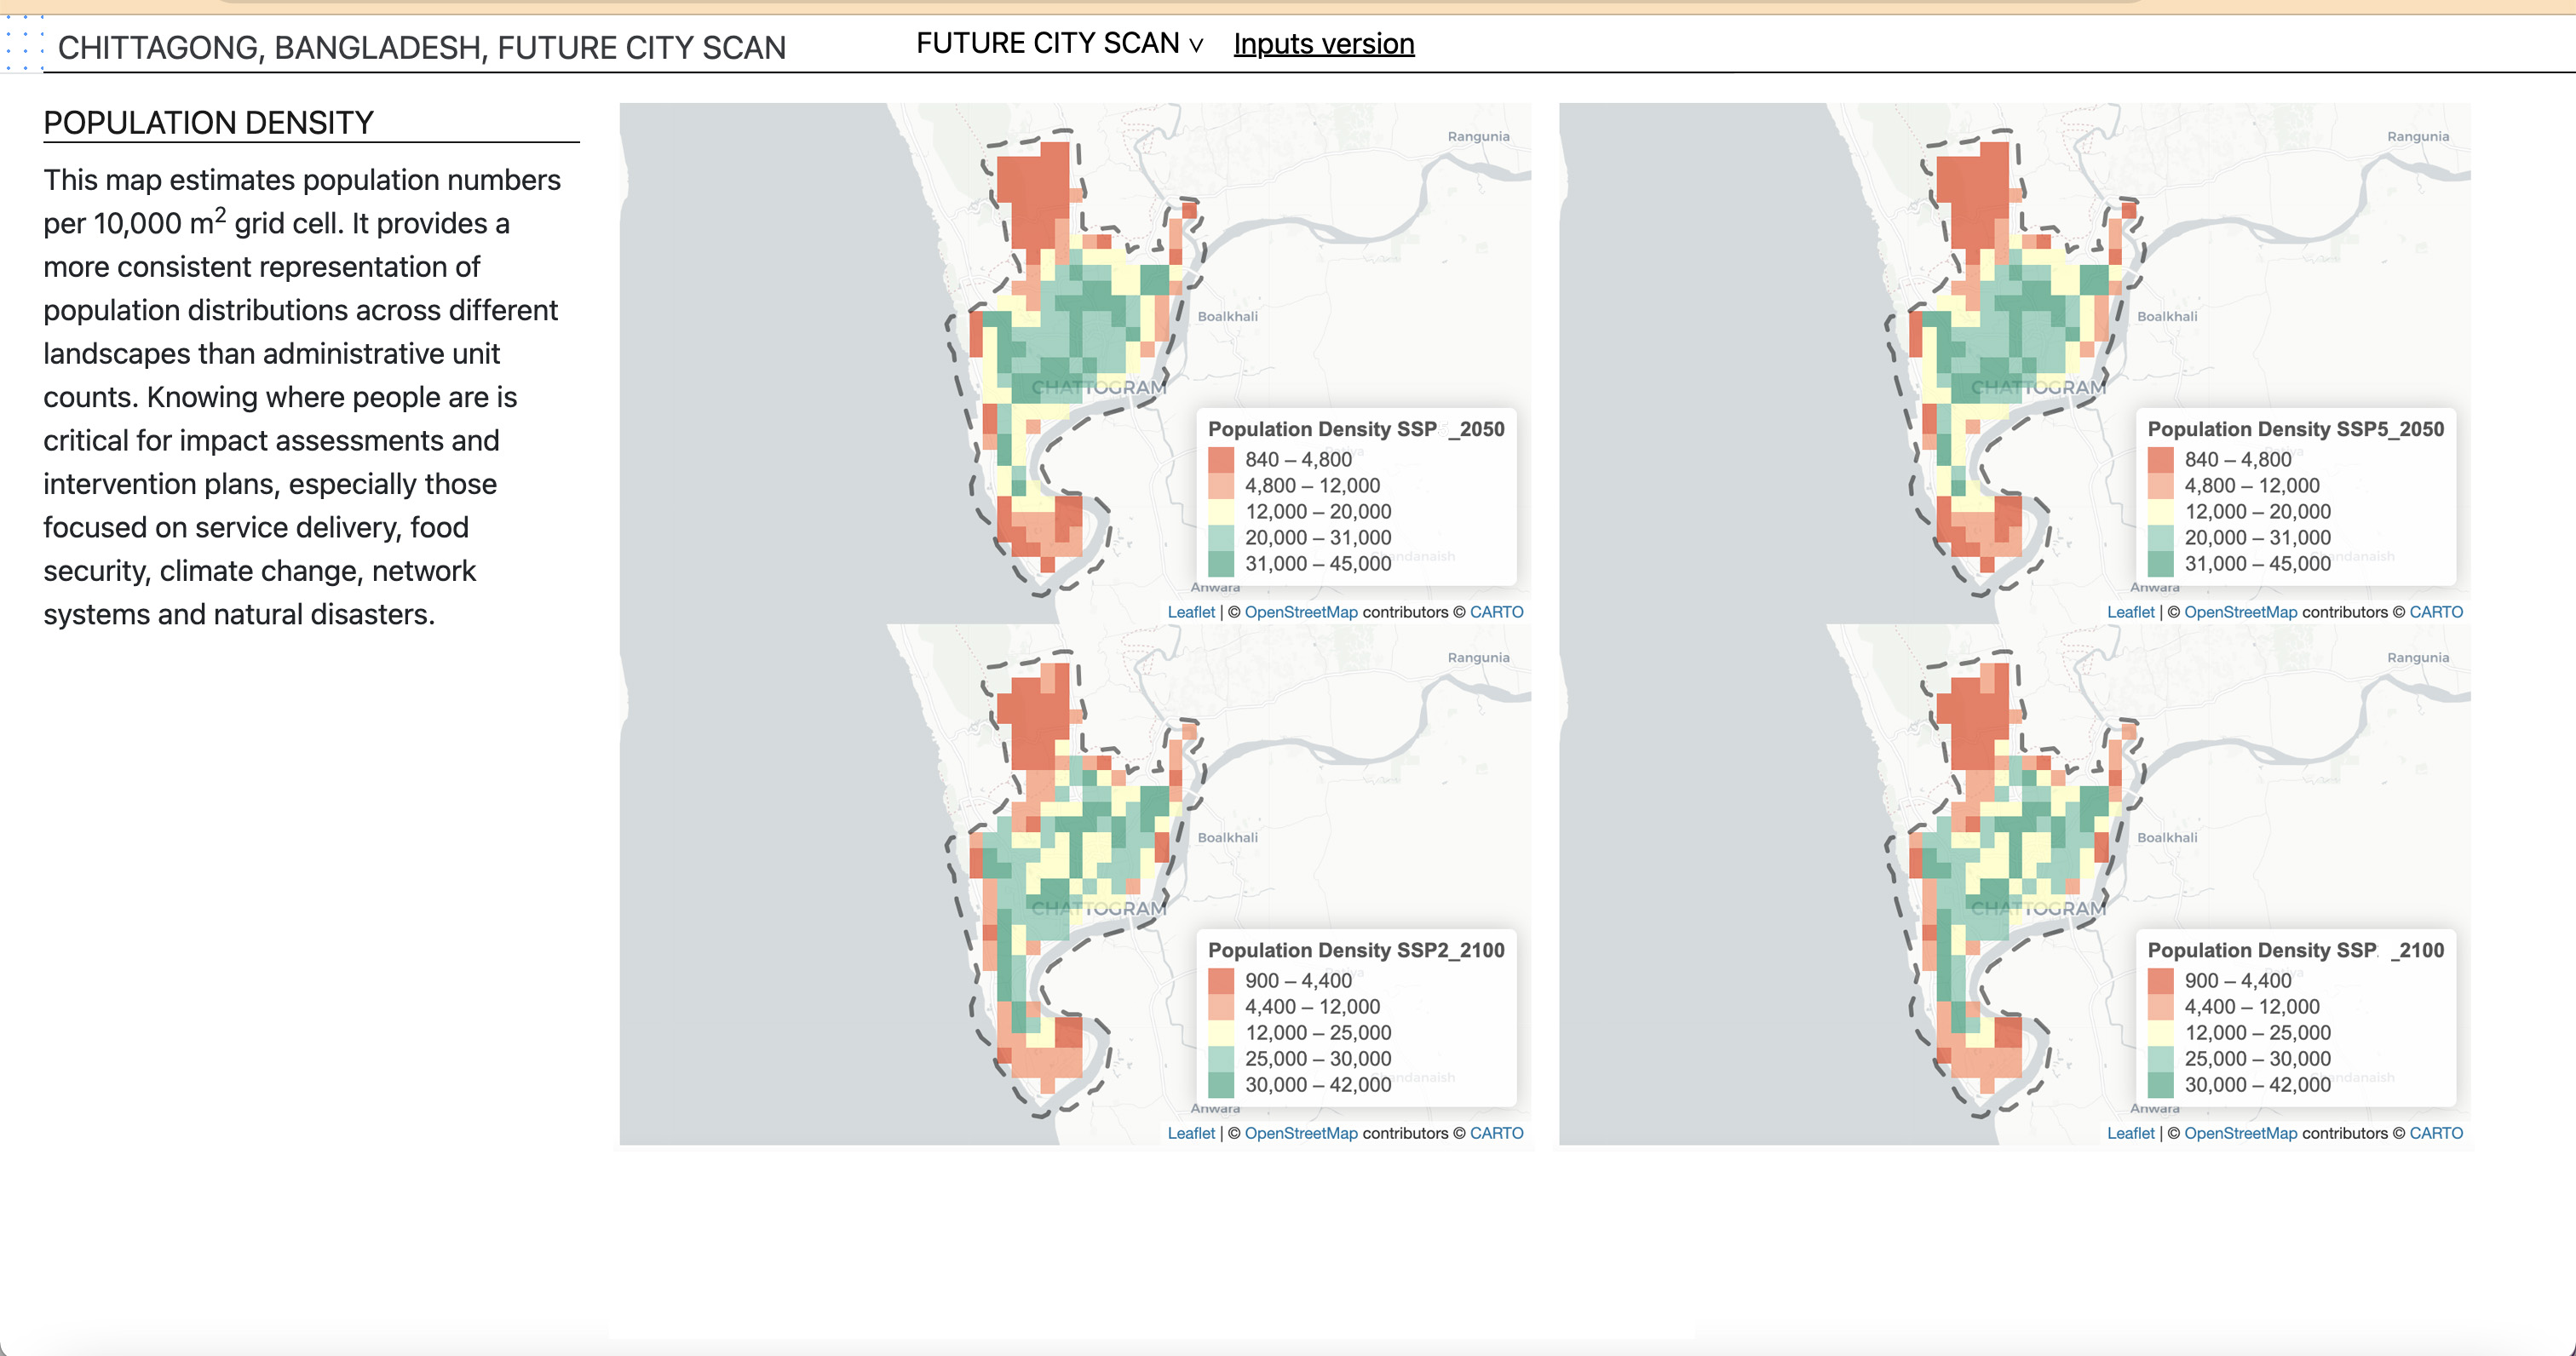 CHITTAGONG, BANGLADESH, FUTURE CITY SCAN
FUTURE CITY SCAN ∨ Inputs version
POPULATION DENSITY
This map estimates population numbers
per 10,000 m² grid cell. It provides a
more consistent representation of
population distributions across different
landscapes than administrative unit
counts. Knowing where people are is
critical for impact assessments and
intervention plans, especially those
focused on service delivery, food
security, climate change, network
systems and natural disasters.
Rangunia
Boalkhali
CHATTOGRAM
Population Density SSP _2050
840 – 4,800
4,800 – 12,000
12,000 – 20,000
20,000 – 31,000
31,000 – 45,000
Anwara
Leaflet | © OpenStreetMap contributors © CARTO
Rangunia
Boalkhali
CHATTOGRAM
Population Density SSP5_2050
840 – 4,800
4,800 – 12,000
12,000 – 20,000
20,000 – 31,000
31,000 – 45,000
Anwara
Leaflet | © OpenStreetMap contributors © CARTO
Rangunia
Boalkhali
CHATTOGRAM
Population Density SSP2_2100
900 – 4,400
4,400 – 12,000
12,000 – 25,000
25,000 – 30,000
30,000 – 42,000
Anwara
Leaflet | © OpenStreetMap contributors © CARTO
Rangunia
Boalkhali
CHATTOGRAM
Population Density SSP _2100
900 – 4,400
4,400 – 12,000
12,000 – 25,000
25,000 – 30,000
30,000 – 42,000
Anwara
Leaflet | © OpenStreetMap contributors © CARTO